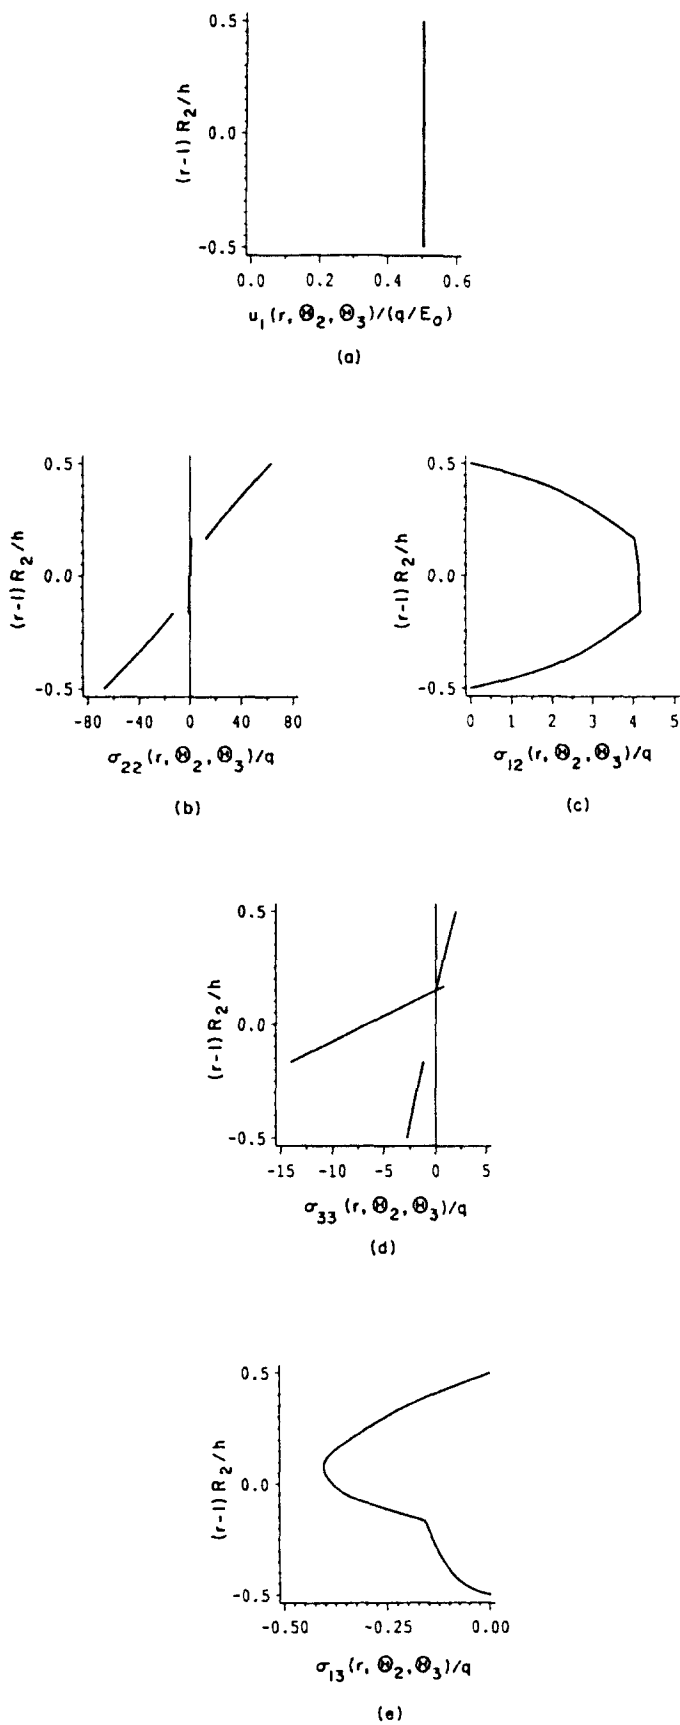 0.5
0.0
-0.5
(r-1)R₂/h
0.0 0.2 0.4 0.6
u₁(r, Θ₂, Θ₃)/(q/E₀)
(a)
0.5
0.0
-0.5
(r-1)R₂/h
-80 -40 0 40 80
σ₂₂(r, Θ₂, Θ₃)/q
(b)
0.5
0.0
-0.5
(r-1)R₂/h
0 1 2 3 4 5
σ₁₂(r, Θ₂, Θ₃)/q
(c)
0.5
0.0
-0.5
(r-1)R₂/h
-15 -10 -5 0 5
σ₃₃(r, Θ₂, Θ₃)/q
(d)
0.5
0.0
-0.5
(r-1)R₂/h
-0.50 -0.25 0.00
σ₁₃(r, Θ₂, Θ₃)/q
(e)